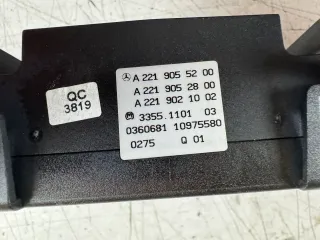 QC
3819
A 221 905 52 00
A 221 905 28 00
A 221 902 10 02
3355.1101 03
0360681 10975580
0275 Q 01